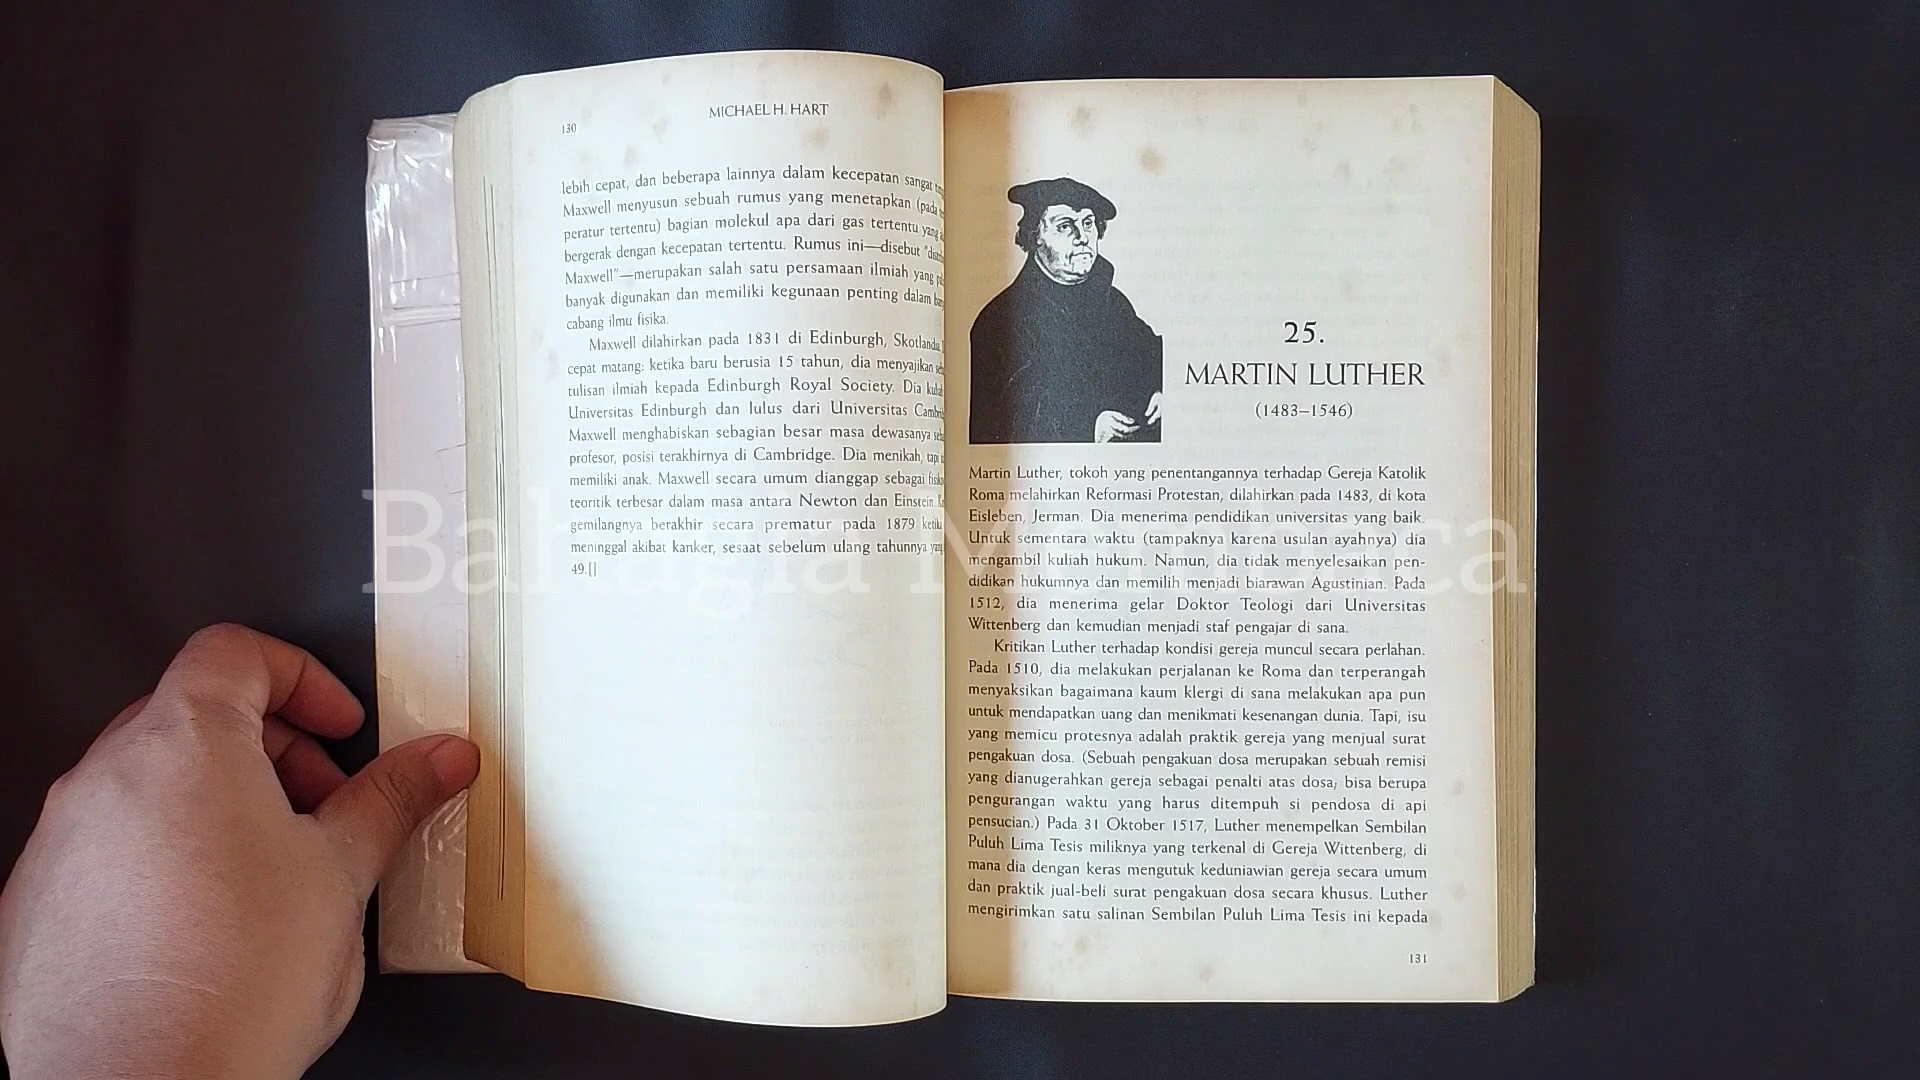 MICHAEL H. HART
130
lebih cepat, dan beberapa lainnya dalam kecepatan sangat
Maxwell menyusun sebuah rumus yang menetapkan (pada
peratur tertentu) bagian molekul apa dari gas tertentu yang
bergerak dengan kecepatan tertentu. Rumus ini—disebut
Maxwell"—merupakan salah satu persamaan ilmiah yang
banyak digunakan dan memiliki kegunaan penting dalam
cabang ilmu fisika.
Maxwell dilahirkan pada 1831 di Edinburgh, Skotlandia.
cepat matang: ketika baru berusia 15 tahun, dia menyajikan
tulisan ilmiah kepada Edinburgh Royal Society. Dia
Universitas Edinburgh dan lulus dari Universitas
Maxwell menghabiskan sebagian besar masa dewasanya
profesor, posisi terakhirnya di Cambridge. Dia menikah, tapi
memiliki anak. Maxwell secara umum dianggap sebagai
teoritik terbesar dalam masa antara Newton dan Einstein.
gemilangnya berakhir secara prematur pada 1879 ketika
meninggal akibat kanker, sesaat sebelum ulang tahunnya yang
49.[]
25.
MARTIN LUTHER
(1483–1546)
Martin Luther, tokoh yang penentangannya terhadap Gereja Katolik
Roma melahirkan Reformasi Protestan, dilahirkan pada 1483, di kota
Eisleben, Jerman. Dia menerima pendidikan universitas yang baik.
Untuk sementara waktu (tampaknya karena usulan ayahnya) dia
mengambil kuliah hukum. Namun, dia tidak menyelesaikan pen-
didikan hukumnya dan memilih menjadi biarawan Agustinian. Pada
1512, dia menerima gelar Doktor Teologi dari Universitas
Wittenberg dan kemudian menjadi staf pengajar di sana.
Kritikan Luther terhadap kondisi gereja muncul secara perlahan.
Pada 1510, dia melakukan perjalanan ke Roma dan terperangah
menyaksikan bagaimana kaum klergi di sana melakukan apa pun
untuk mendapatkan uang dan menikmati kesenangan dunia. Tapi, isu
yang memicu protesnya adalah praktik gereja yang menjual surat
pengakuan dosa. (Sebuah pengakuan dosa merupakan sebuah remisi
yang dianugerahkan gereja sebagai penalti atas dosa; bisa berupa
pengurangan waktu yang harus ditempuh si pendosa di api
pensucian.) Pada 31 Oktober 1517, Luther menempelkan Sembilan
Puluh Lima Tesis miliknya yang terkenal di Gereja Wittenberg, di
mana dia dengan keras mengutuk keduniawian gereja secara umum
dan praktik jual-beli surat pengakuan dosa secara khusus. Luther
mengirimkan satu salinan Sembilan Puluh Lima Tesis ini kepada
131
Bahagia Membaca